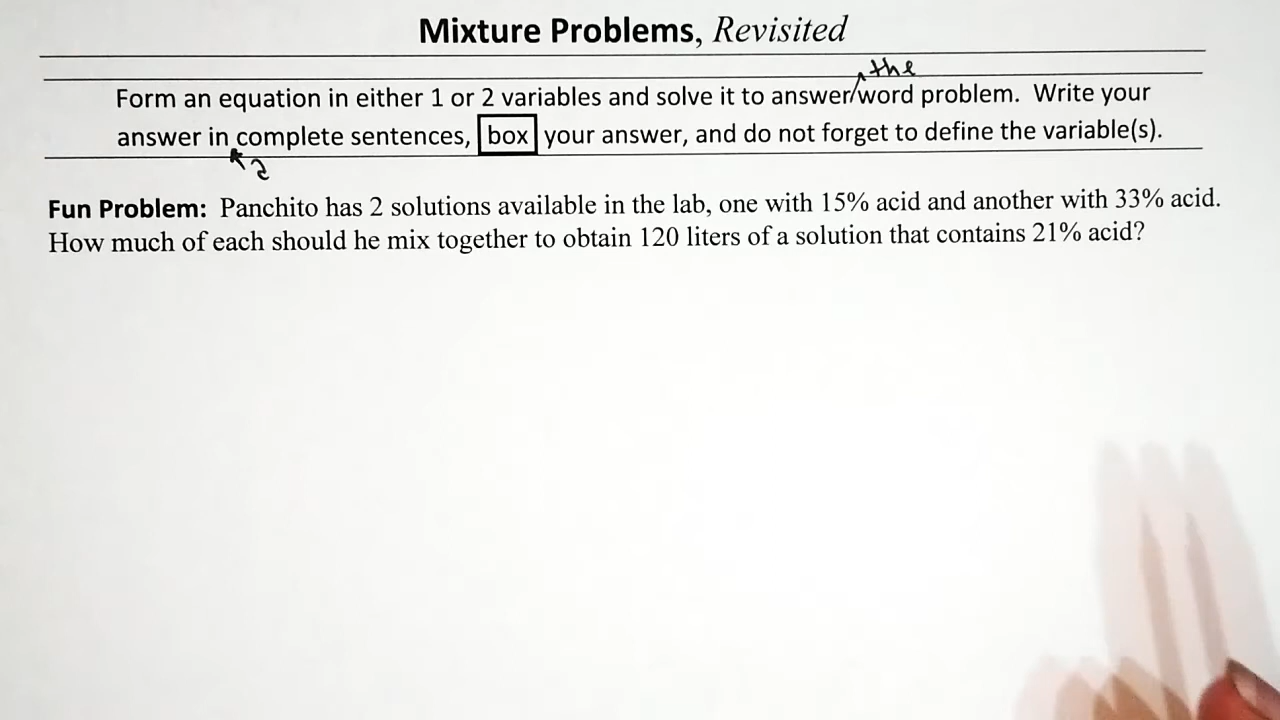 Mixture Problems, Revisited
the
Form an equation in either 1 or 2 variables and solve it to answer/word problem. Write your
answer in complete sentences, box your answer, and do not forget to define the variable(s).
2
Fun Problem: Panchito has 2 solutions available in the lab, one with 15% acid and another with 33% acid.
How much of each should he mix together to obtain 120 liters of a solution that contains 21% acid?